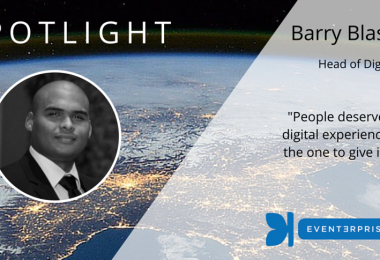 POTLIGHT
Barry Blas
Head of Dig
"People deserve
digital experienc
the one to give i
EVENTERPRIS